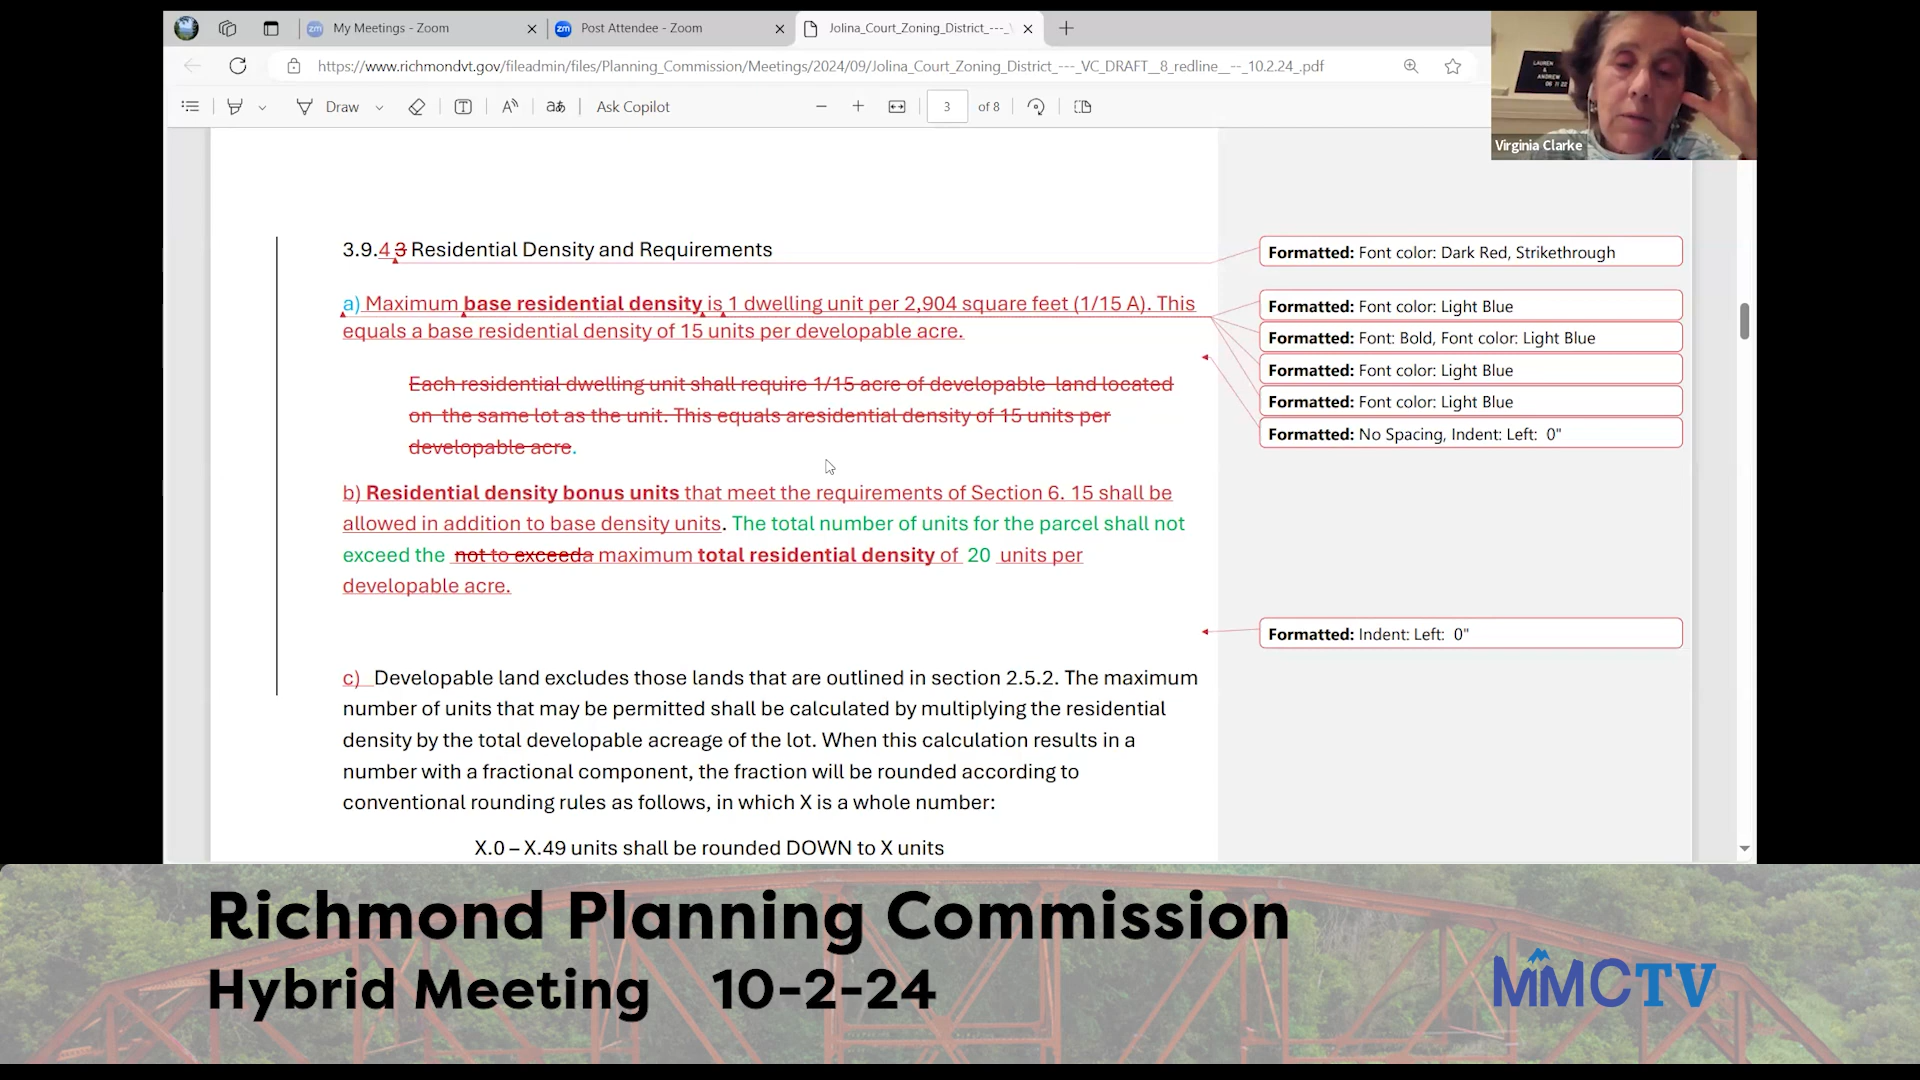 My Meetings - Zoom
Post Attendee - Zoom
Jolina_Court_Zoning_District_---_
https://www.richmondvt.gov/fileadmin/files/Planning_Commission/Meetings/2024/09/Jolina_Court_Zoning_District_---_VC_DRAFT__8_redline__--_10.2.24_.pdf
Draw
Ask Copilot
3 of 8
LAUREN
&
ANDREW
Virginia Clarke
3.9.4 3 Residential Density and Requirements
a) Maximum base residential density is 1 dwelling unit per 2,904 square feet (1/15 A). This
equals a base residential density of 15 units per developable acre.
Each residential dwelling unit shall require 1/15 acre of developable land located
on the same lot as the unit. This equals aresidential density of 15 units per
developable acre.
b) Residential density bonus units that meet the requirements of Section 6. 15 shall be
allowed in addition to base density units. The total number of units for the parcel shall not
exceed the not to exceeda maximum total residential density of 20 units per
developable acre.
c) Developable land excludes those lands that are outlined in section 2.5.2. The maximum
number of units that may be permitted shall be calculated by multiplying the residential
density by the total developable acreage of the lot. When this calculation results in a
number with a fractional component, the fraction will be rounded according to
conventional rounding rules as follows, in which X is a whole number:
X.0 – X.49 units shall be rounded DOWN to X units
Formatted: Font color: Dark Red, Strikethrough
Formatted: Font color: Light Blue
Formatted: Font: Bold, Font color: Light Blue
Formatted: Font color: Light Blue
Formatted: Font color: Light Blue
Formatted: No Spacing, Indent: Left: 0"
Formatted: Indent: Left: 0"
Richmond Planning Commission
Hybrid Meeting 10-2-24
MMCTV